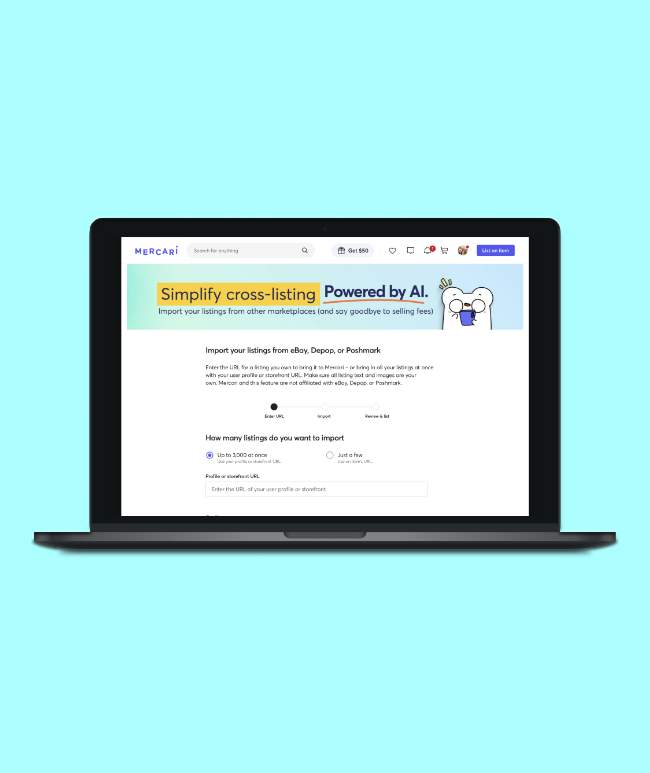 MERCARI
Search for anything
Get $50
1
List an item
Simplify cross-listing Powered by AI.
Import your listings from other marketplaces (and say goodbye to selling fees)
Import your listings from eBay, Depop, or Poshmark
Enter the URL for a listing you own to bring it to Mercari – or bring in all your listings at once
with your user profile or storefront URL. Make sure all listing text and images are your
own. Mercari and this feature are not affiliated with eBay, Depop, or Poshmark.
Enter URL
Import
Review & list
How many listings do you want to import
Up to 3,000 at once
Use your profile or storefront URL
Just a few
Use an item's URL
Profile or storefront URL
Enter the URL of your user profile or storefront